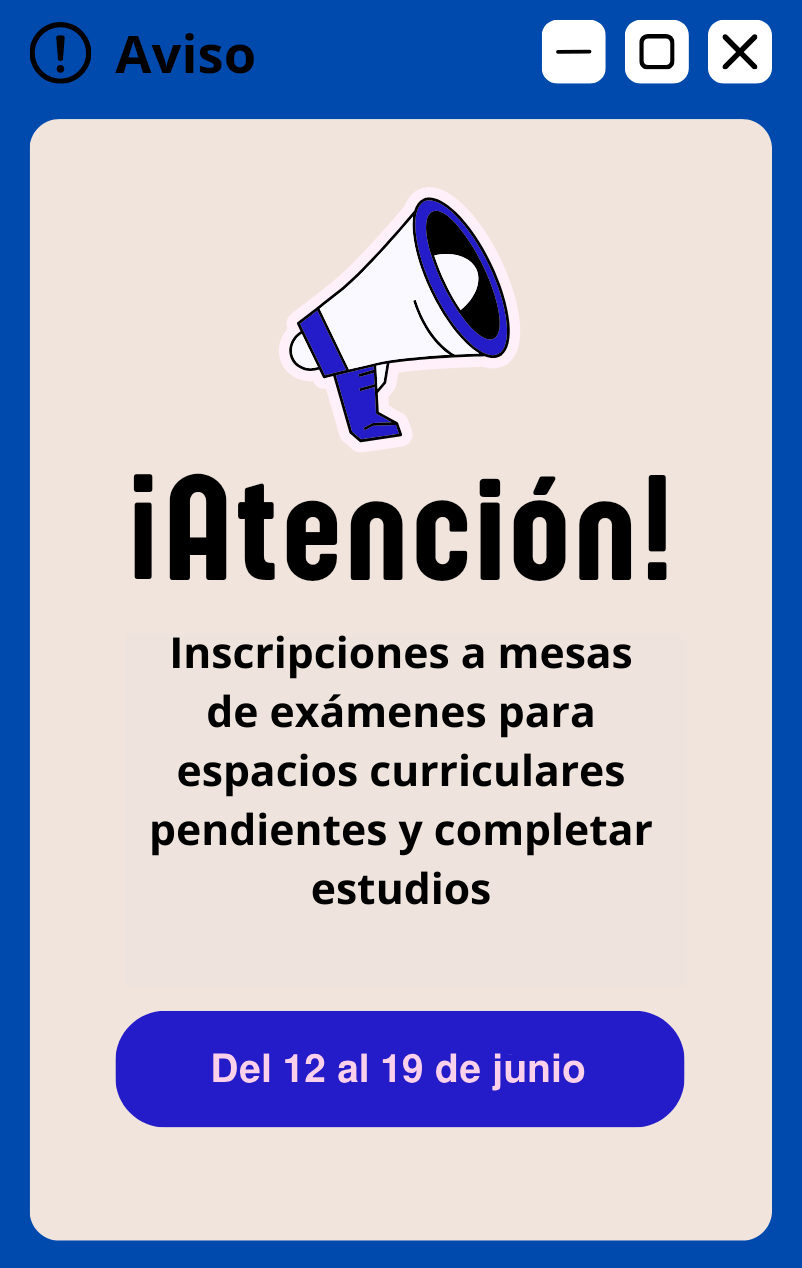 Aviso
¡Atención!
Inscripciones a mesas
de exámenes para
espacios curriculares
pendientes y completar
estudios
Del 12 al 19 de junio